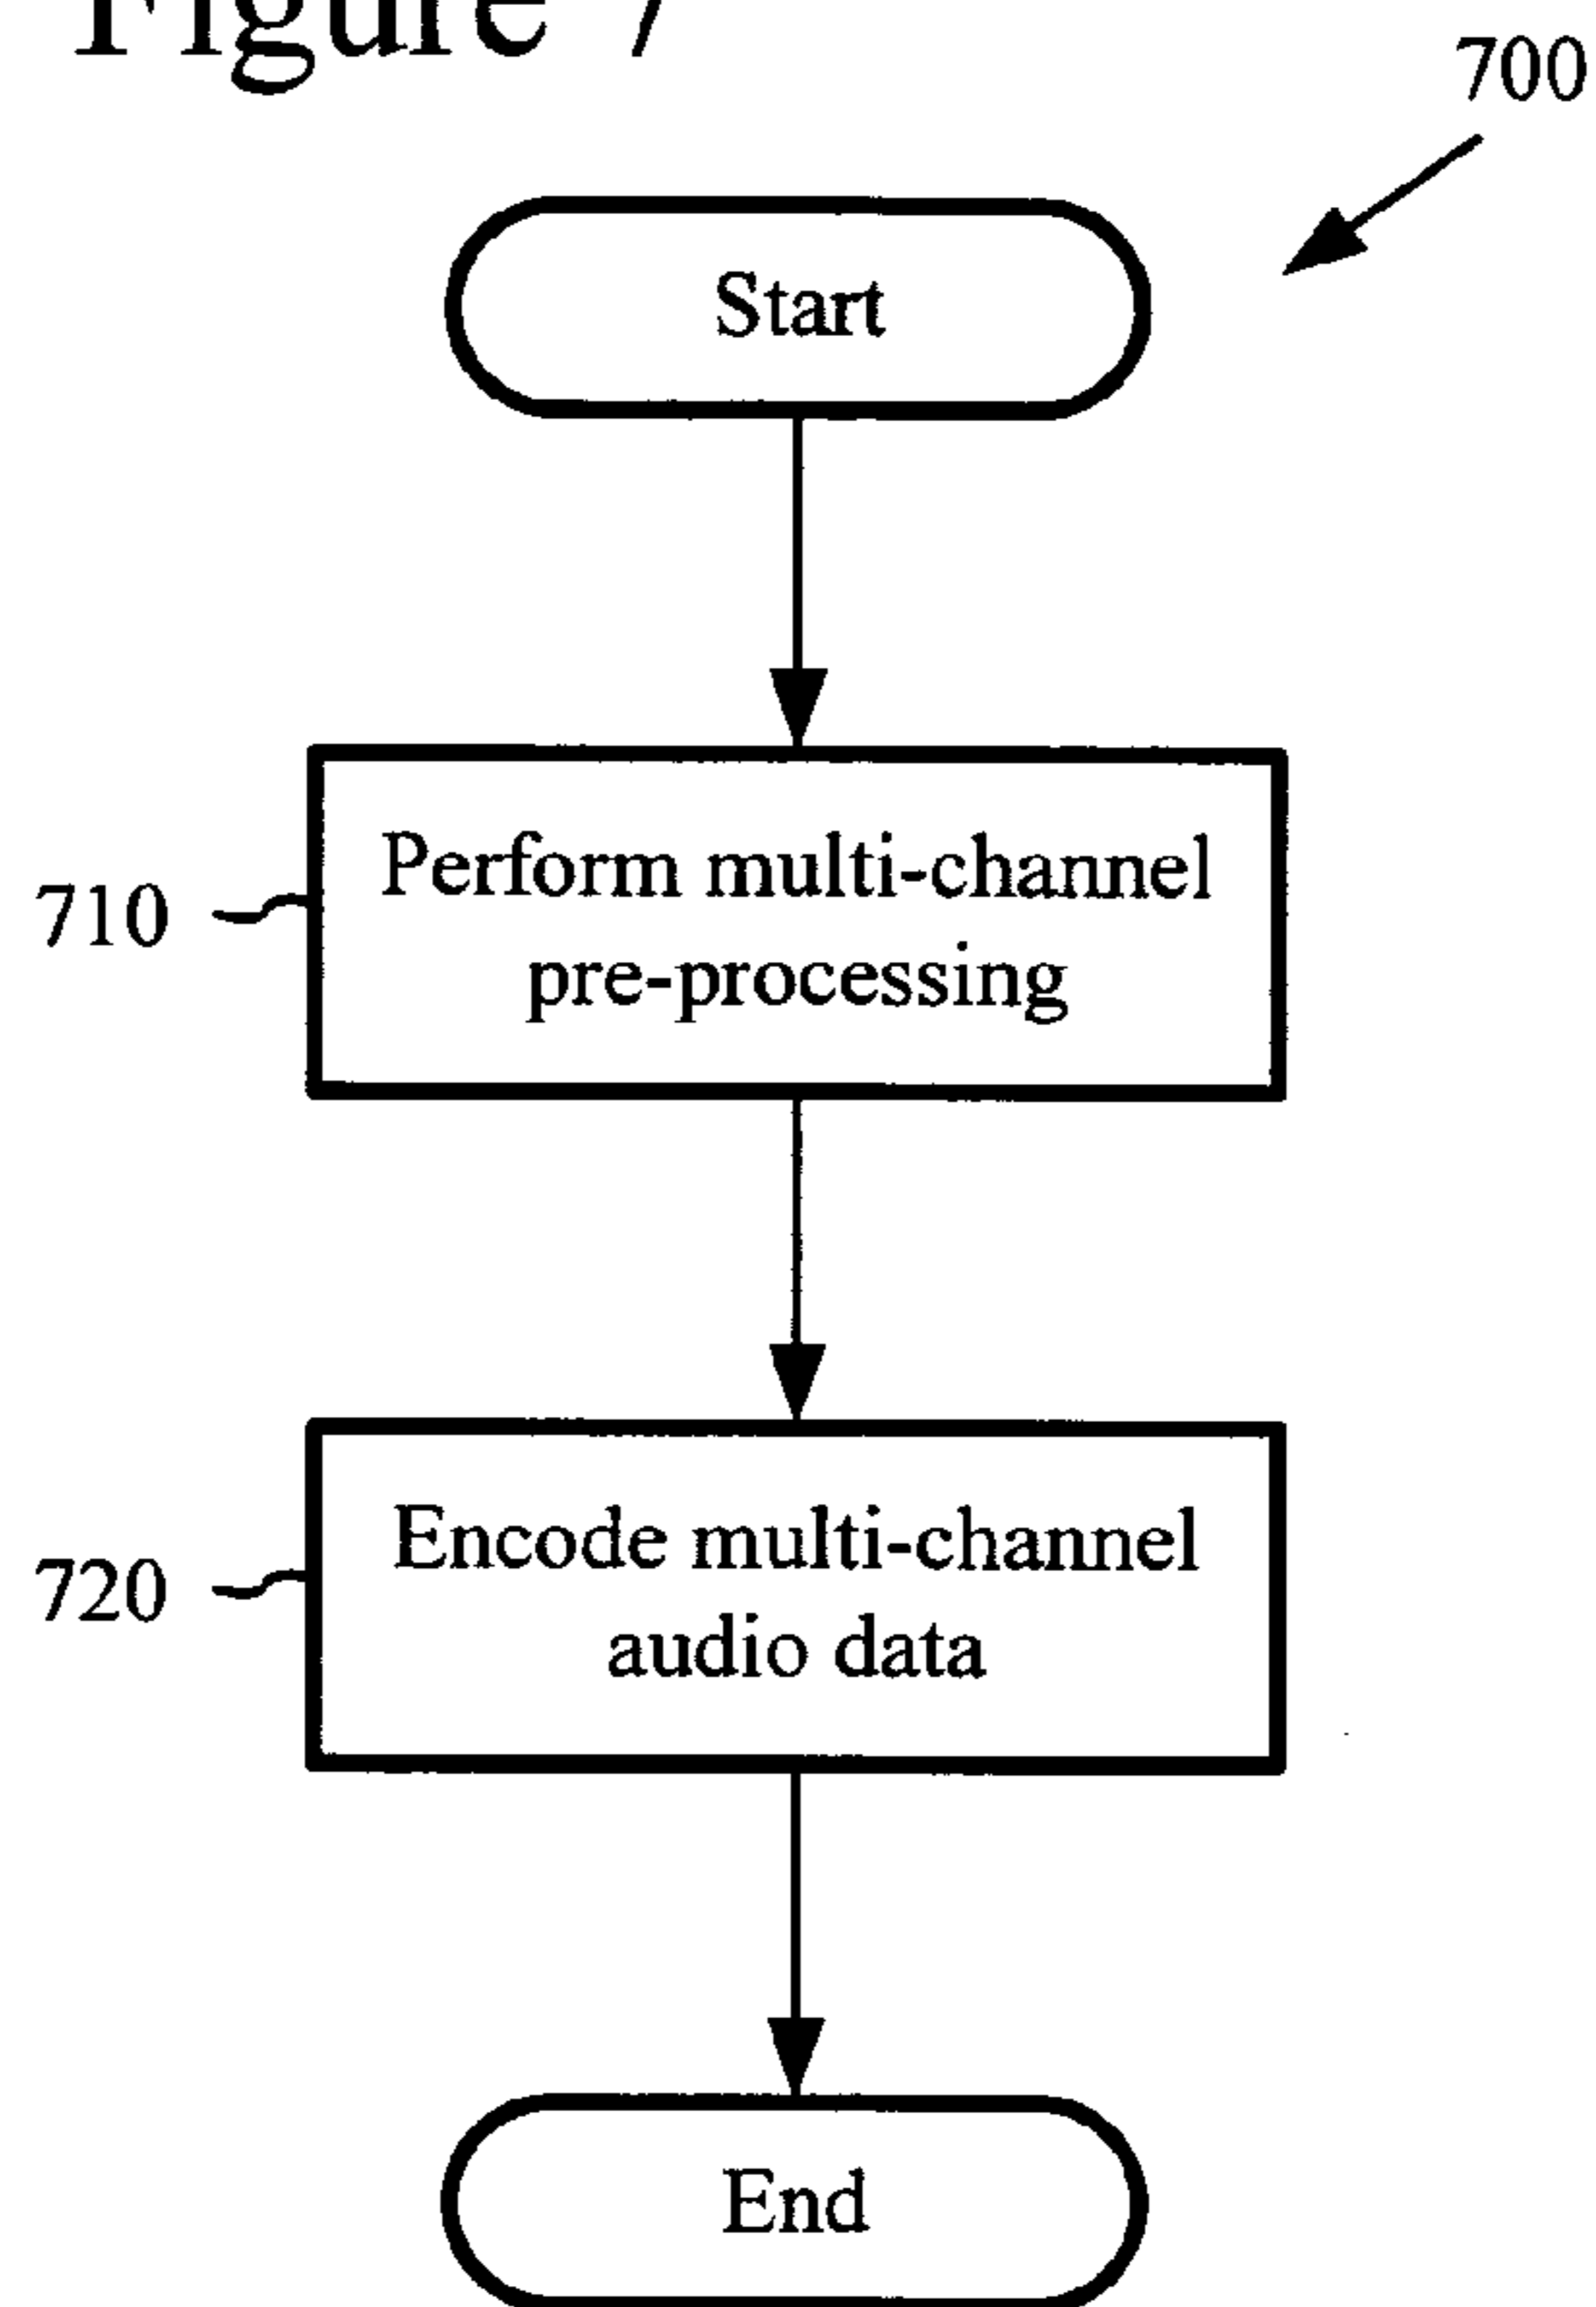 Figure 7
700
Start
710
Perform multi-channel
pre-processing
720
Encode multi-channel
audio data
End